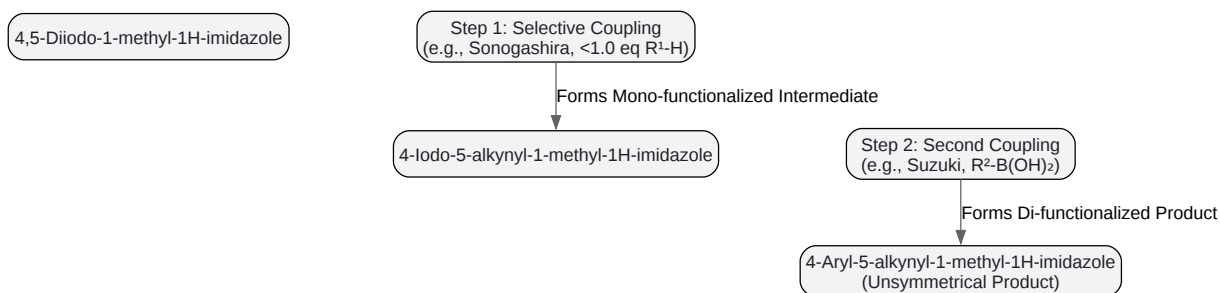 4,5-Diiodo-1-methyl-1H-imidazole
Step 1: Selective Coupling
(e.g., Sonogashira, <1.0 eq R¹-H)
Forms Mono-functionalized Intermediate
4-Iodo-5-alkynyl-1-methyl-1H-imidazole
Step 2: Second Coupling
(e.g., Suzuki, R²-B(OH)₂)
Forms Di-functionalized Product
4-Aryl-5-alkynyl-1-methyl-1H-imidazole
(Unsymmetrical Product)